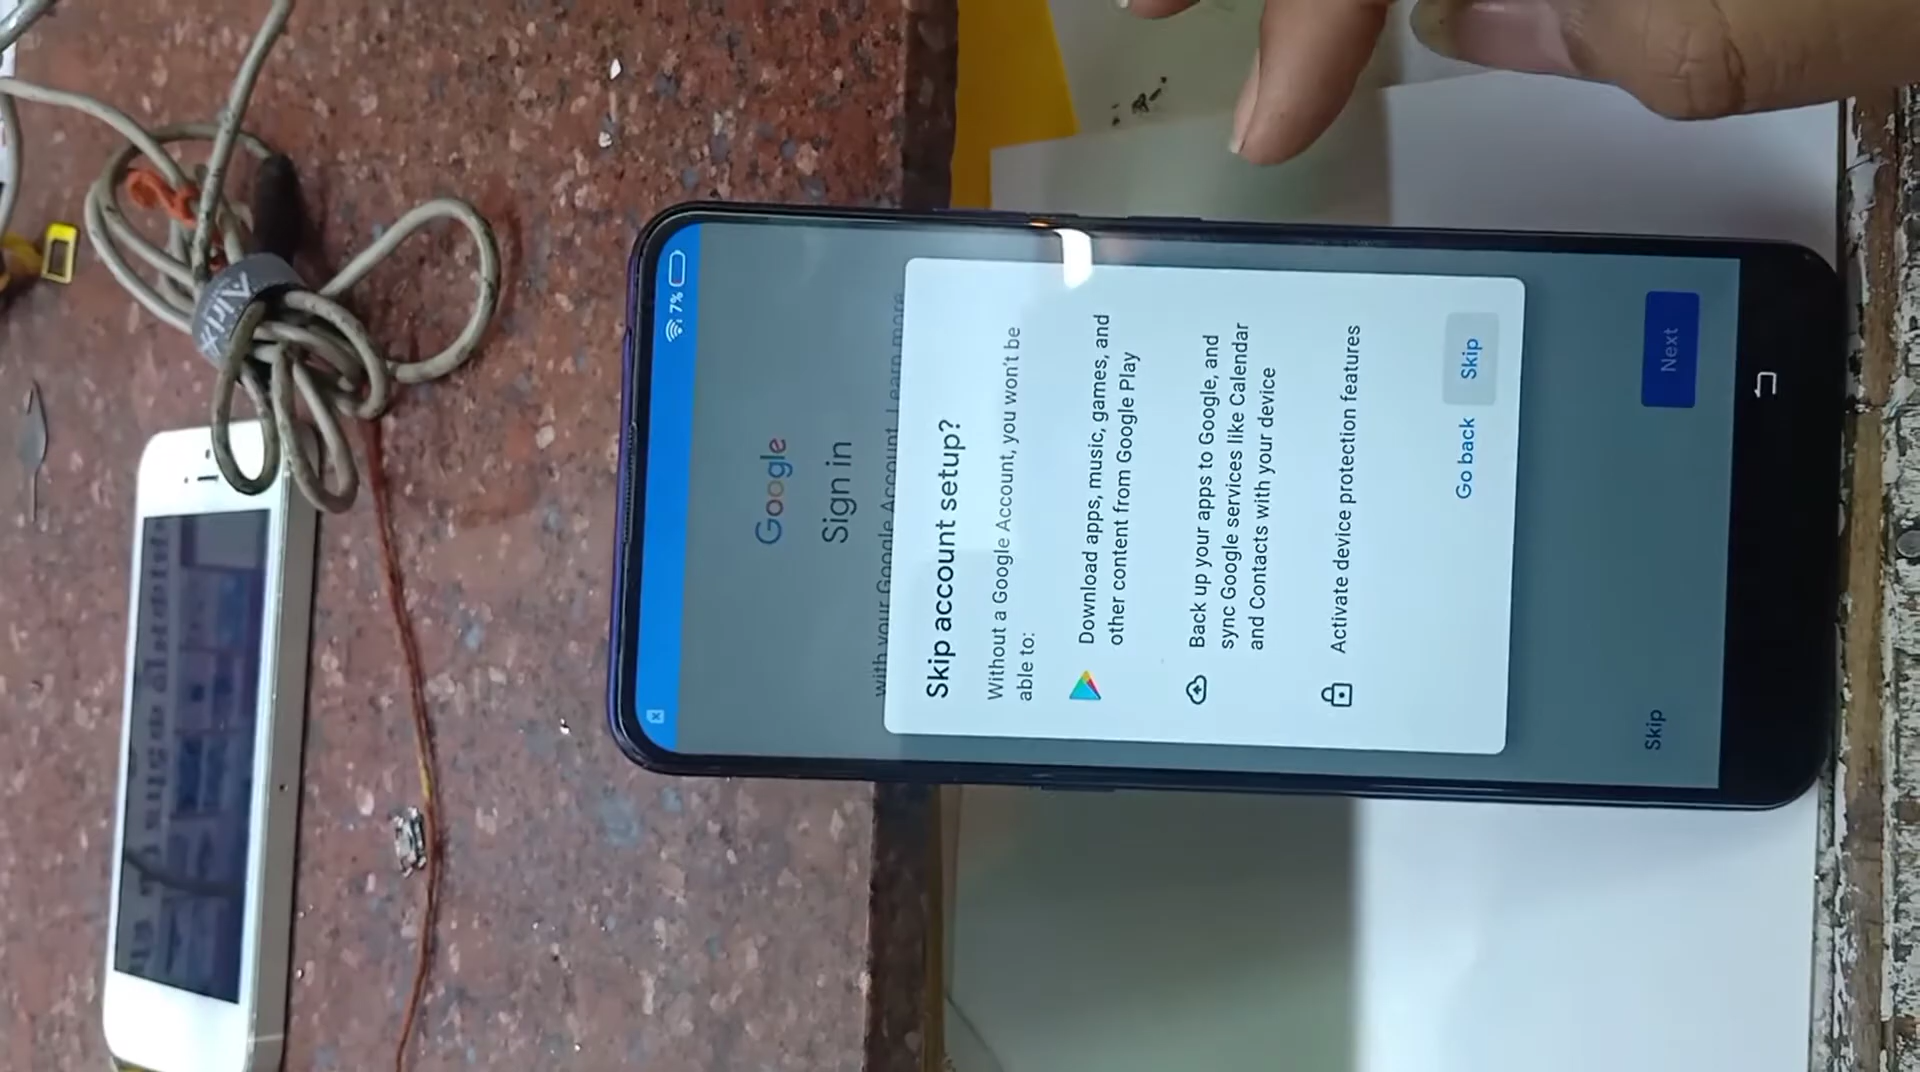 7%
Google
Sign in
with your Google Account. Learn more
Skip account setup?
Without a Google Account, you won't be
able to:
Download apps, music, games, and
other content from Google Play
Back up your apps to Google, and
sync Google services like Calendar
and Contacts with your device
Activate device protection features
Go back
Skip
Skip
Next